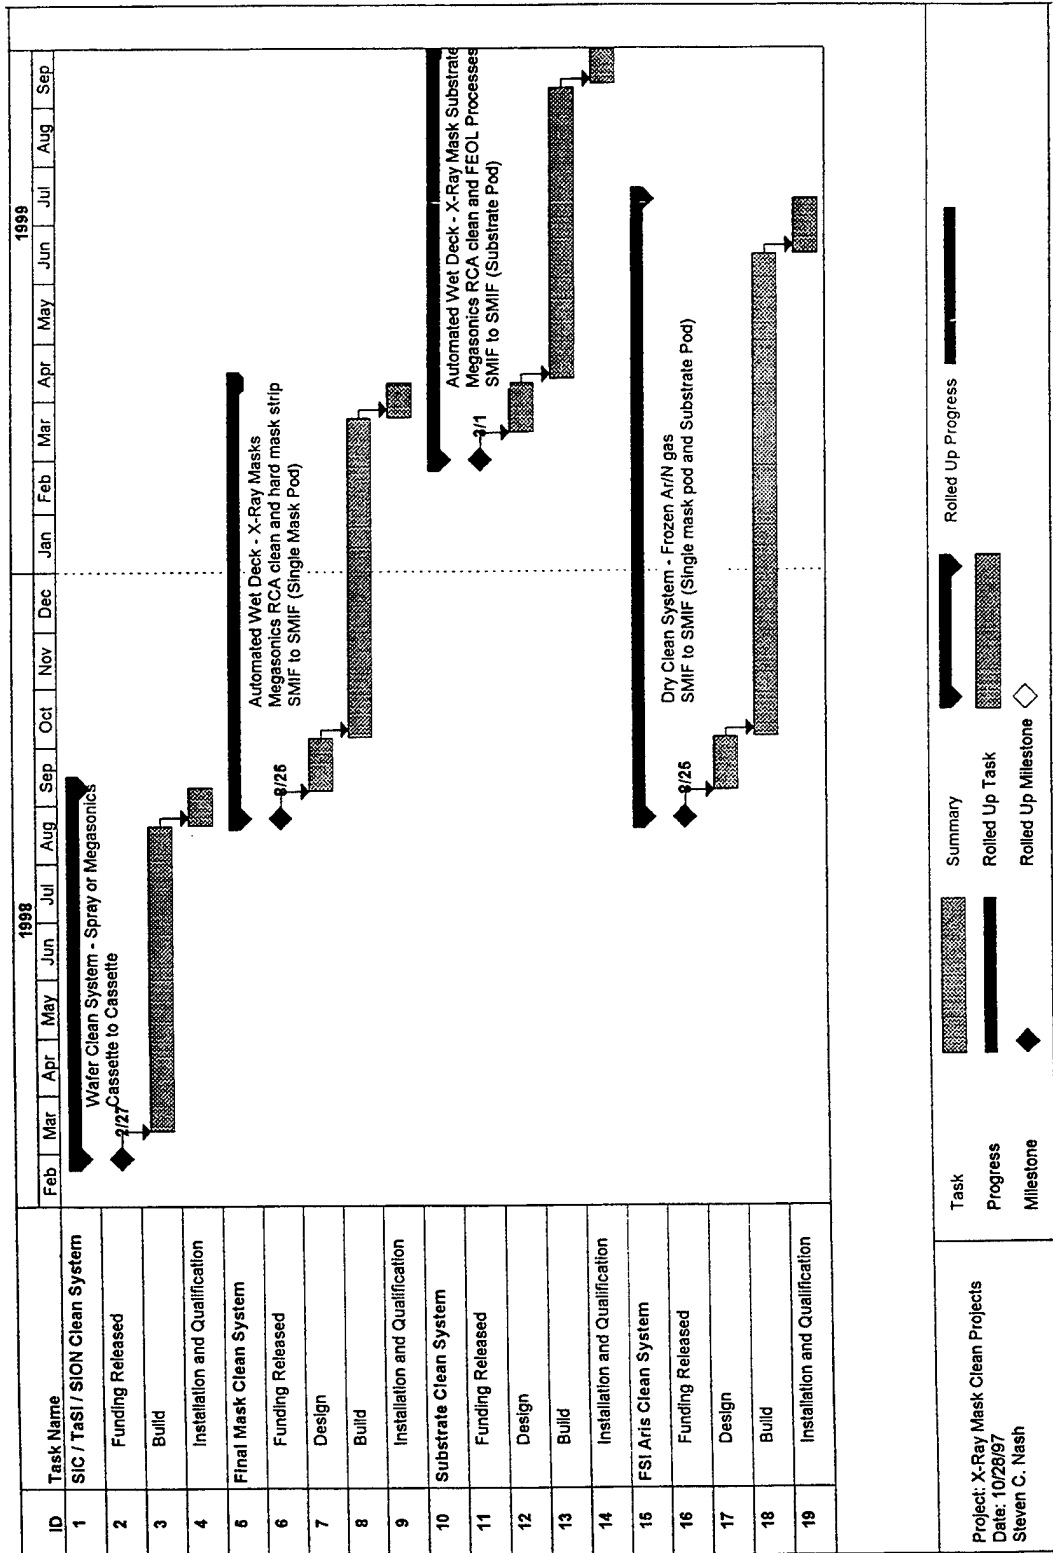 1998
1999
ID
Task Name
Feb
Mar
Apr
May
Jun
Jul
Aug
Sep
Oct
Nov
Dec
Jan
Feb
Mar
Apr
May
Jun
Jul
Aug
Sep
1
SiC / TaSi / SiON Clean System
Wafer Clean System - Spray or Megasonics
Cassette to Cassette
2
Funding Released
2/27
3
Build
4
Installation and Qualification
5
Final Mask Clean System
Automated Wet Deck - X-Ray Masks
Megasonics RCA clean and hard mask strip
SMIF to SMIF (Single Mask Pod)
6
Funding Released
8/26
7
Design
8
Build
9
Installation and Qualification
10
Substrate Clean System
Automated Wet Deck - X-Ray Mask Substrate
Megasonics RCA clean and FEOL Processes
SMIF to SMIF (Substrate Pod)
11
Funding Released
3/1
12
Design
13
Build
14
Installation and Qualification
15
FSI Aris Clean System
Dry Clean System - Frozen Ar/N gas
SMIF to SMIF (Single mask pod and Substrate Pod)
16
Funding Released
8/26
17
Design
18
Build
19
Installation and Qualification
Project: X-Ray Mask Clean Projects
Date: 10/28/97
Steven C. Nash
Task
Progress
Milestone
Summary
Rolled Up Task
Rolled Up Milestone
Rolled Up Progress